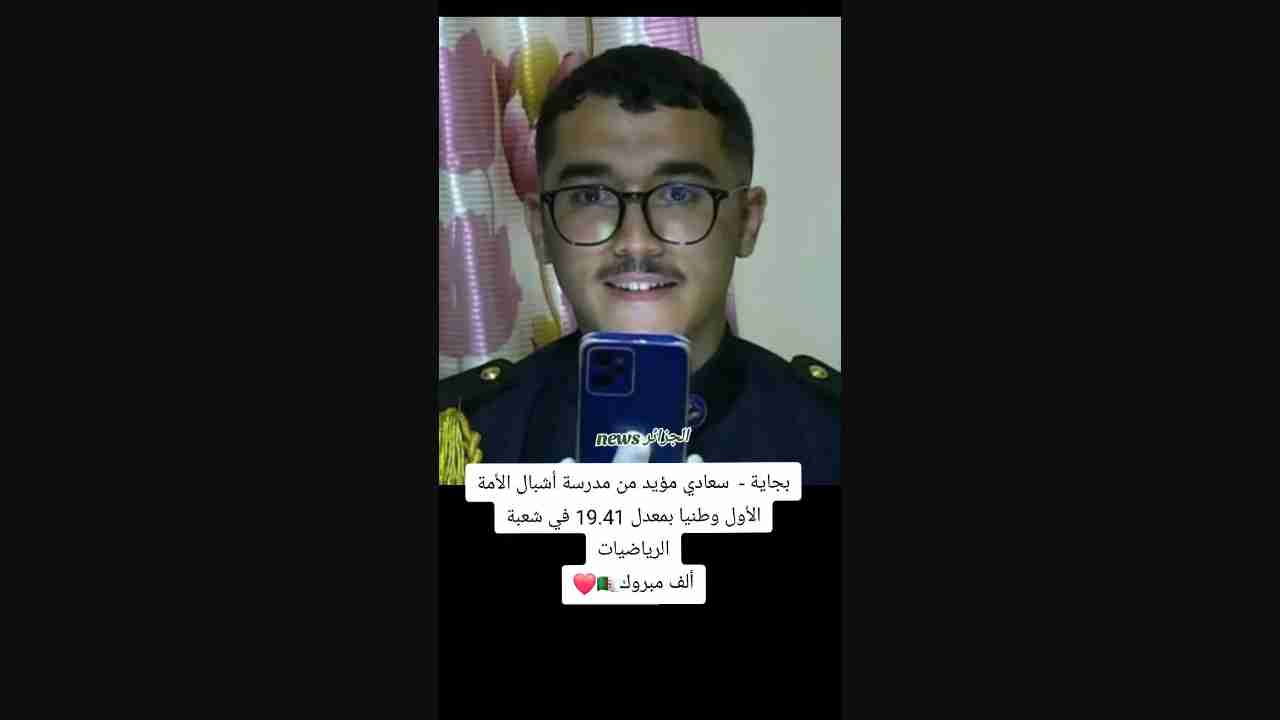 الجزائر news
بجاية - سعادي مؤيد من مدرسة أشبال الأمة
الأول وطنيا بمعدل 19.41 في شعبة
الرياضيات
ألف مبروك 🇩🇿❤️